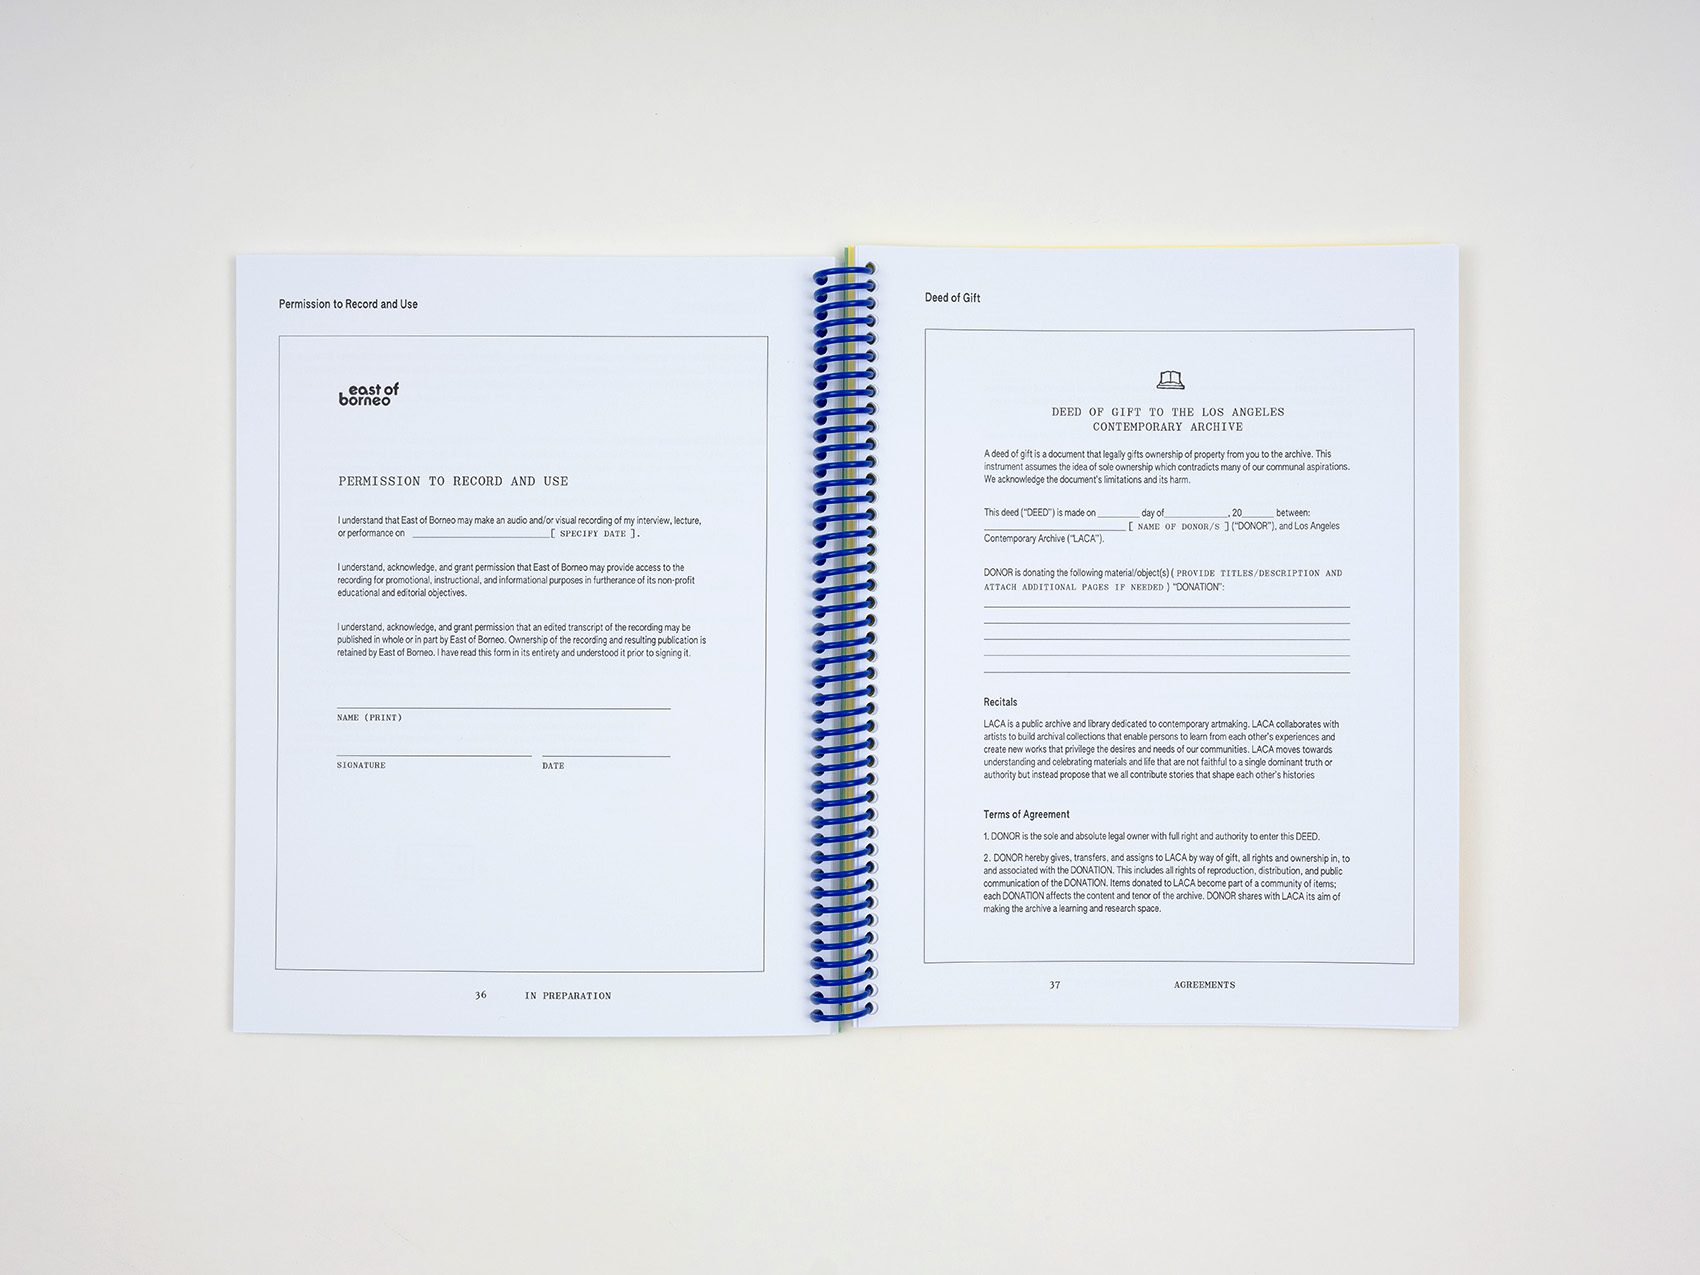 Permission to Record and Use
east of
borneo
PERMISSION TO RECORD AND USE
I understand that East of Borneo may make an audio and/or visual recording of my interview, lecture,
or performance on ____________________[ SPECIFY DATE ].
I understand, acknowledge, and grant permission that East of Borneo may provide access to the
recording for promotional, instructional, and informational purposes in furtherance of its non-profit
educational and editorial objectives.
I understand, acknowledge, and grant permission that an edited transcript of the recording may be
published in whole or in part by East of Borneo. Ownership of the recording and resulting publication is
retained by East of Borneo. I have read this form in its entirety and understood it prior to signing it.
NAME (PRINT)
SIGNATURE DATE
36 IN PREPARATION
Deed of Gift
DEED OF GIFT TO THE LOS ANGELES
CONTEMPORARY ARCHIVE
A deed of gift is a document that legally gifts ownership of property from you to the archive. This
instrument assumes the idea of sole ownership which contradicts many of our communal aspirations.
We acknowledge the document's limitations and its harm.
This deed ("DEED") is made on ________ day of____________, 20______ between:
____________________ [ NAME OF DONOR/S ] ("DONOR"), and Los Angeles
Contemporary Archive ("LACA").
DONOR is donating the following material/object(s) ( PROVIDE TITLES/DESCRIPTION AND
ATTACH ADDITIONAL PAGES IF NEEDED ) "DONATION":
Recitals
LACA is a public archive and library dedicated to contemporary artmaking. LACA collaborates with
artists to build archival collections that enable persons to learn from each other's experiences and
create new works that privilege the desires and needs of our communities. LACA moves towards
understanding and celebrating materials and life that are not faithful to a single dominant truth or
authority but instead propose that we all contribute stories that shape each other's histories
Terms of Agreement
1. DONOR is the sole and absolute legal owner with full right and authority to enter this DEED.
2. DONOR hereby gives, transfers, and assigns to LACA by way of gift, all rights and ownership in, to
and associated with the DONATION. This includes all rights of reproduction, distribution, and public
communication of the DONATION. Items donated to LACA become part of a community of items;
each DONATION affects the content and tenor of the archive. DONOR shares with LACA its aim of
making the archive a learning and research space.
37 AGREEMENTS